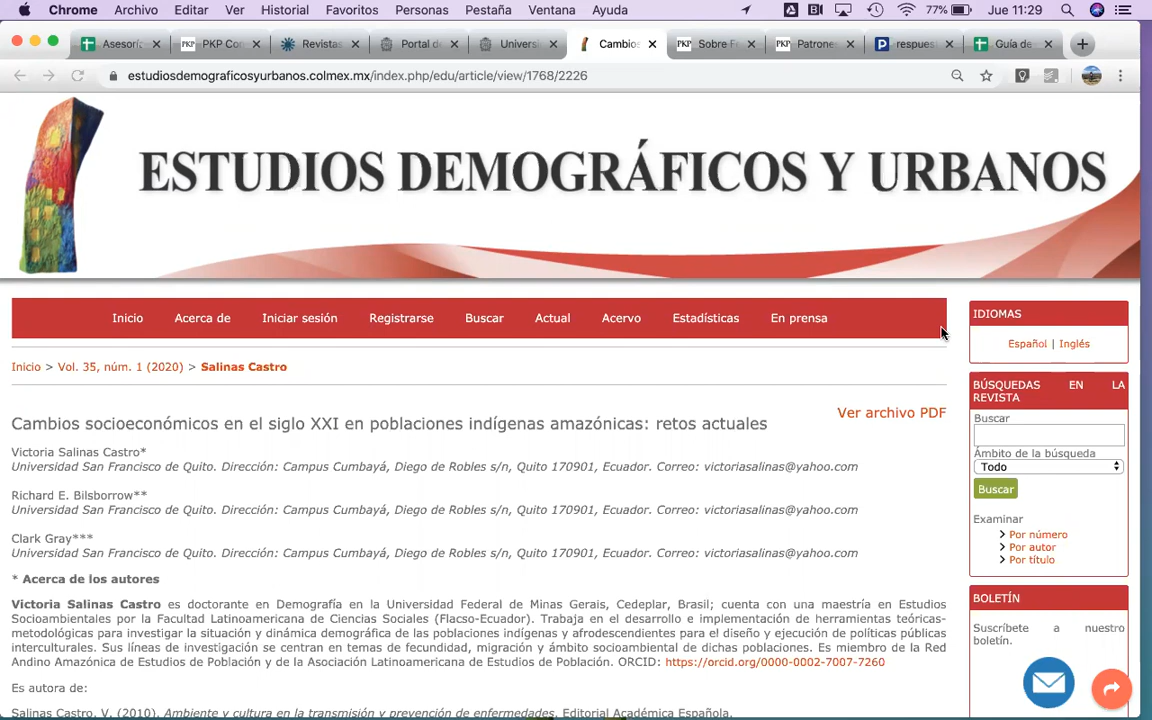 Chrome Archivo Editar Ver Historial Favoritos Personas Pestaña Ventana Ayuda 77% Jue 11:29
Asesorí: PKP Con Revistas Portal d Universi Cambios Sobre F Patrones respues Guía de
estudiosdemograficosyurbanos.colmex.mx/index.php/edu/article/view/1768/2226
ESTUDIOS DEMOGRÁFICOS Y URBANOS
Inicio Acerca de Iniciar sesión Registrarse Buscar Actual Acervo Estadísticas En prensa
Inicio > Vol. 35, núm. 1 (2020) > Salinas Castro
Ver archivo PDF
Cambios socioeconómicos en el siglo XXI en poblaciones indígenas amazónicas: retos actuales
Victoria Salinas Castro*
Universidad San Francisco de Quito. Dirección: Campus Cumbayá, Diego de Robles s/n, Quito 170901, Ecuador. Correo: victoriasalinas@yahoo.com
Richard E. Bilsborrow**
Universidad San Francisco de Quito. Dirección: Campus Cumbayá, Diego de Robles s/n, Quito 170901, Ecuador. Correo: victoriasalinas@yahoo.com
Clark Gray***
Universidad San Francisco de Quito. Dirección: Campus Cumbayá, Diego de Robles s/n, Quito 170901, Ecuador. Correo: victoriasalinas@yahoo.com
* Acerca de los autores
Victoria Salinas Castro es doctorante en Demografía en la Universidad Federal de Minas Gerais, Cedeplar, Brasil; cuenta con una maestría en Estudios
Socioambientales por la Facultad Latinoamericana de Ciencias Sociales (Flacso-Ecuador). Trabaja en el desarrollo e implementación de herramientas teóricas-
metodológicas para investigar la situación y dinámica demográfica de las poblaciones indígenas y afrodescendientes para el diseño y ejecución de políticas públicas
interculturales. Sus líneas de investigación se centran en temas de fecundidad, migración y ámbito socioambiental de dichas poblaciones. Es miembro de la Red
Andino Amazónica de Estudios de Población y de la Asociación Latinoamericana de Estudios de Población. ORCID: https://orcid.org/0000-0002-7007-7260
Es autora de:
Salinas Castro, V. (2010). Ambiente y cultura en la transmisión y prevención de enfermedades. Editorial Académica Española.
IDIOMAS
Español | Inglés
BÚSQUEDAS EN LA
REVISTA
Buscar
Ámbito de la búsqueda
Todo
Buscar
Examinar
Por número
Por autor
Por título
BOLETÍN
Suscríbete a nuestro
boletín.